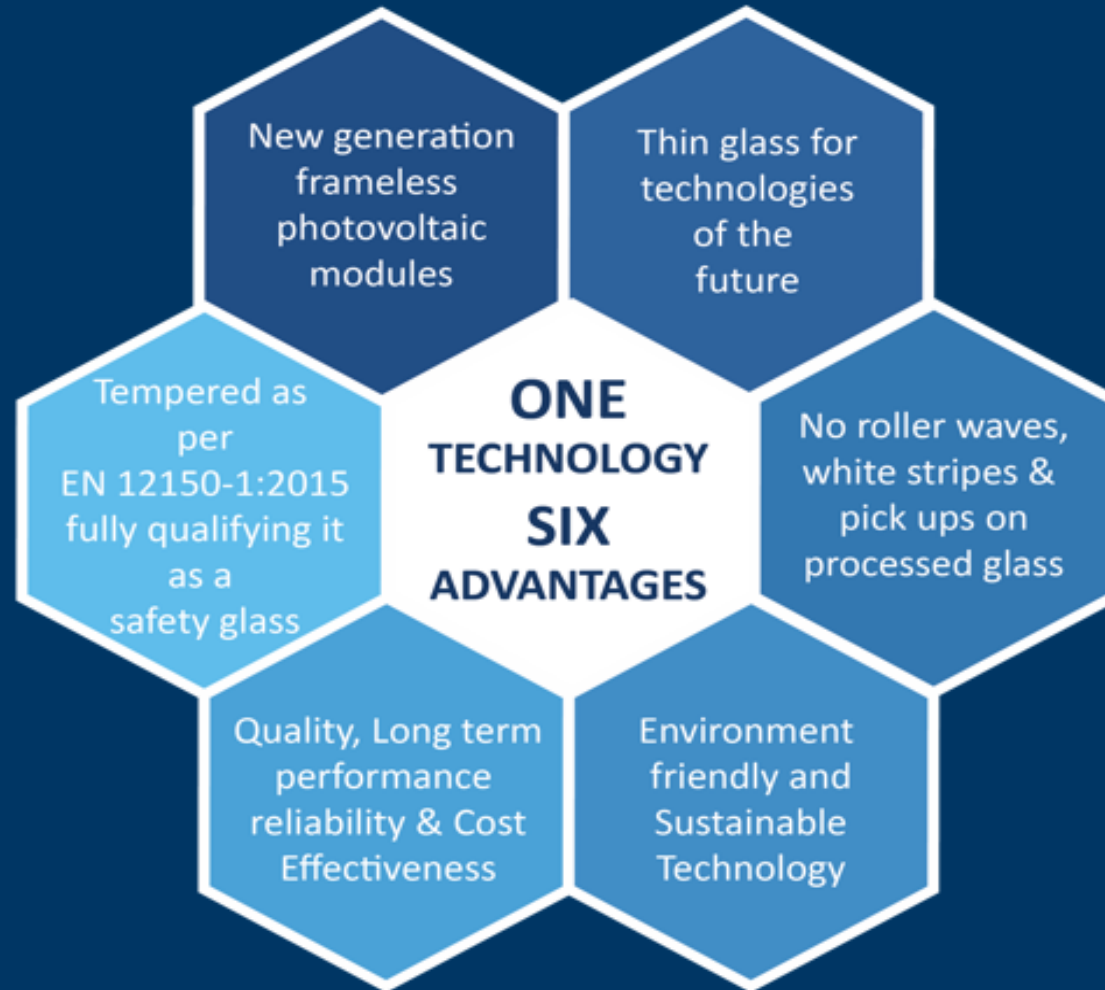 New generation
frameless
photovoltaic
modules
Thin glass for
technologies
of the
future
Tempered as
per
EN 12150-1:2015
fully qualifying it
as a
safety glass
ONE
TECHNOLOGY
SIX
ADVANTAGES
No roller waves,
white stripes &
pick ups on
processed glass
Quality, Long term
performance
reliability & Cost
Effectiveness
Environment
friendly and
Sustainable
Technology